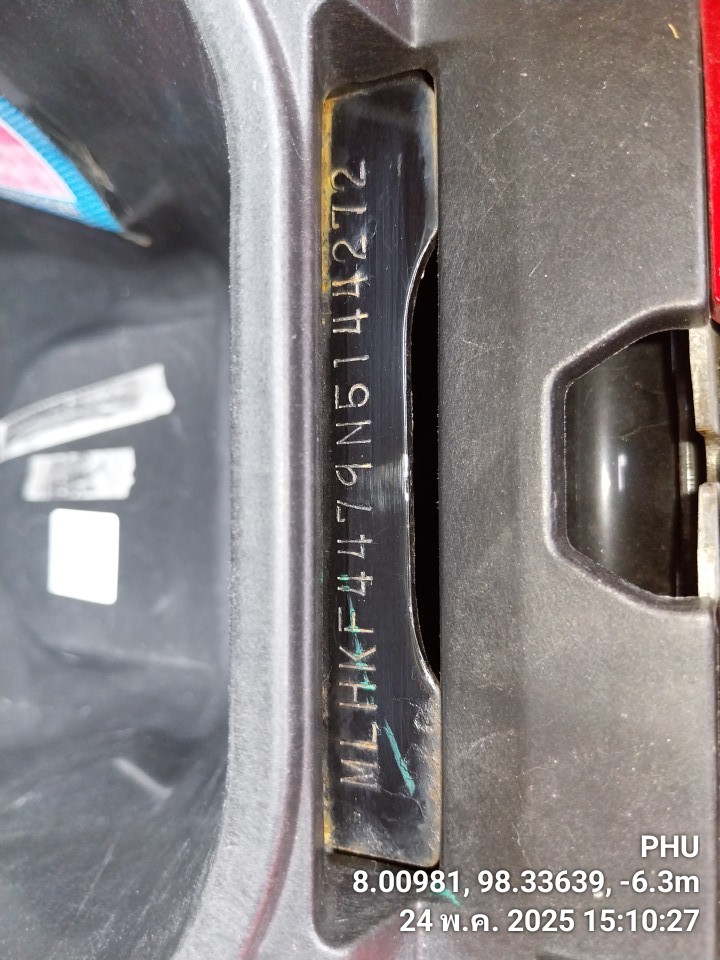 MLHKF4479N5144272
PHU
8.00981, 98.33639, -6.3m
24 พ.ค. 2025 15:10:27